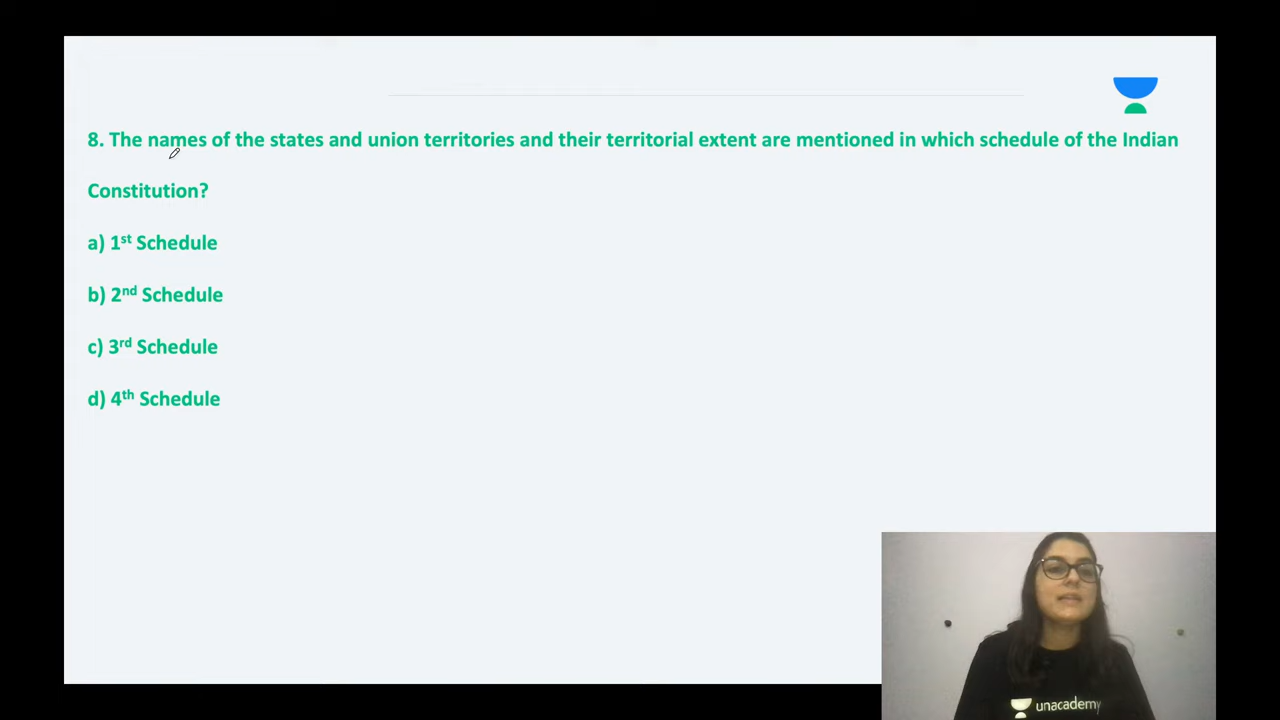 8. The names of the states and union territories and their territorial extent are mentioned in which schedule of the Indian
Constitution?
a) 1st Schedule
b) 2nd Schedule
c) 3rd Schedule
d) 4th Schedule
unacademy